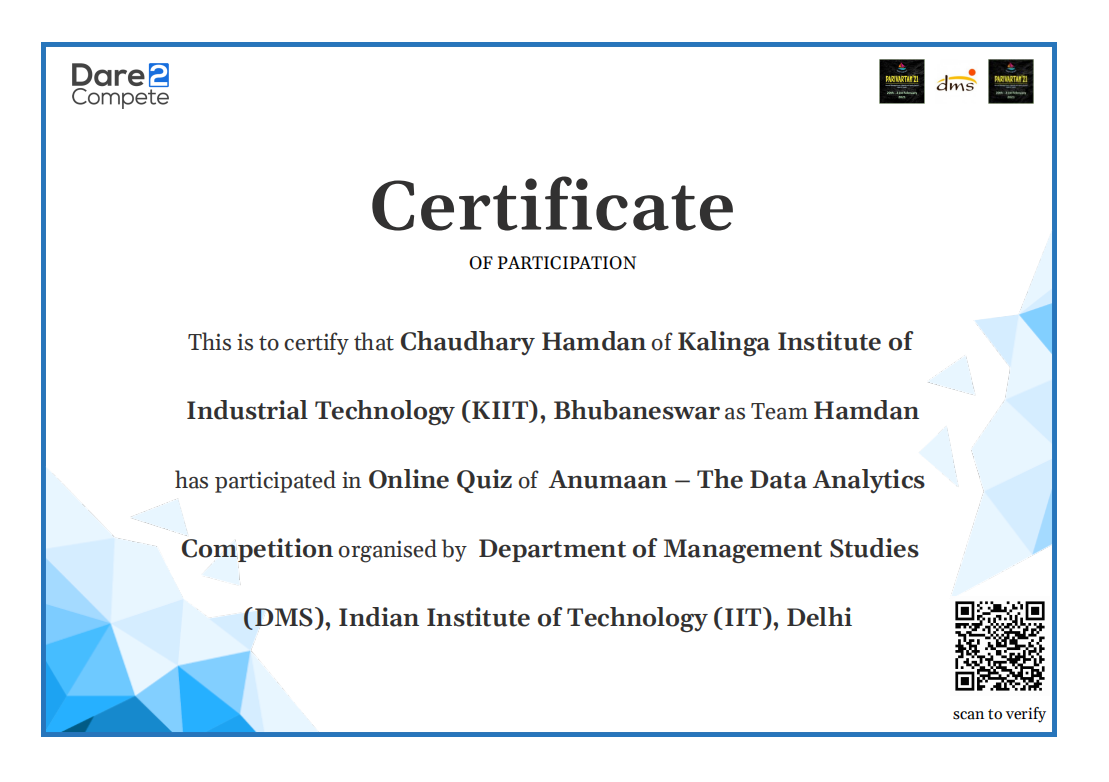 Dare2
Compete
PARIVARTAN'21
dms
PARIVARTAN'21
Certificate
OF PARTICIPATION
This is to certify that Chaudhary Hamdan of Kalinga Institute of
Industrial Technology (KIIT), Bhubaneswar as Team Hamdan
has participated in Online Quiz of Anumaan – The Data Analytics
Competition organised by Department of Management Studies
(DMS), Indian Institute of Technology (IIT), Delhi
scan to verify